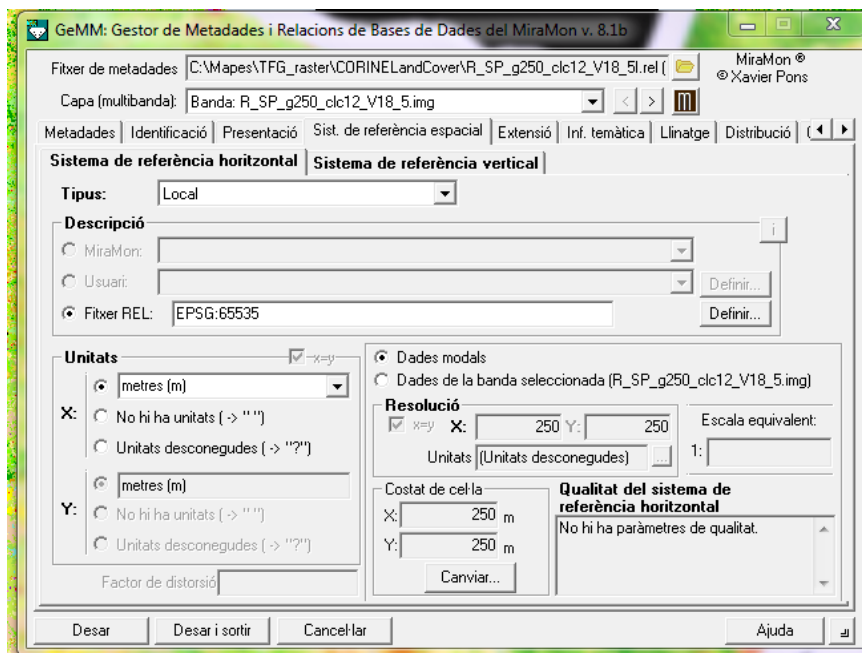 GeMM: Gestor de Metadades i Relacions de Bases de Dades del MiraMon v. 8.1b
Fitxer de metadades C:\Mapes\TFG_raster\CORINELandCover\R_SP_g250_clc12_V18_5I.rel (
MiraMon ®
© Xavier Pons
Capa (multibanda): Banda: R_SP_g250_clc12_V18_5.img < > M
Metadades Identificació Presentació Sist. de referència espacial Extensió Inf. temàtica Llinatge Distribució
Sistema de referència horitzontal Sistema de referència vertical
Tipus: Local
Descripció i
MiraMon:
Usuari: Definir...
Fitxer REL: EPSG:65535 Definir...
Unitats x=y
X: metres (m)
No hi ha unitats ( -> " ")
Unitats desconegudes ( -> "?")
Y: metres (m)
No hi ha unitats ( -> " ")
Unitats desconegudes ( -> "?")
Factor de distorsió
Dades modals
Dades de la banda seleccionada (R_SP_g250_clc12_V18_5.img)
Resolució
x=y X: 250 Y: 250
Unitats (Unitats desconegudes) ...
Escala equivalent:
1:
Costat de cel·la
X: 250 m
Y: 250 m
Canviar...
Qualitat del sistema de
referència horitzontal
No hi ha paràmetres de qualitat.
Desar Desar i sortir Cancel·lar Ajuda